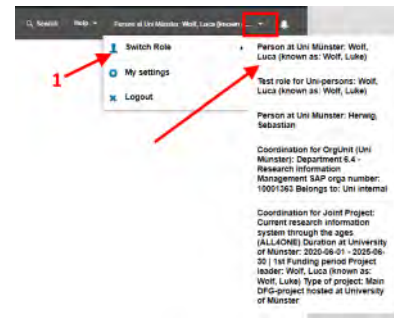 Search Help Person at Uni Münster: Wolf, Luca (known ...
Switch Role
My settings
Logout
1
Person at Uni Münster: Wolf,
Luca (known as: Wolf, Luke)
Test role for Uni-persons: Wolf,
Luca (known as: Wolf, Luke)
Person at Uni Münster: Herwig,
Sebastian
Coordination for OrgUnit (Uni
Münster): Department 6.4 -
Research information
Management SAP orga number:
10001363 Belongs to: Uni internal
Coordination for Joint Project:
Current research information
system through the ages
(ALL4ONE) Duration at University
of Münster: 2020-06-01 - 2025-06-
30 | 1st Funding period Project
leader: Wolf, Luca (known as:
Wolf, Luke) Type of project: Main
DFG-project hosted at University
of Münster